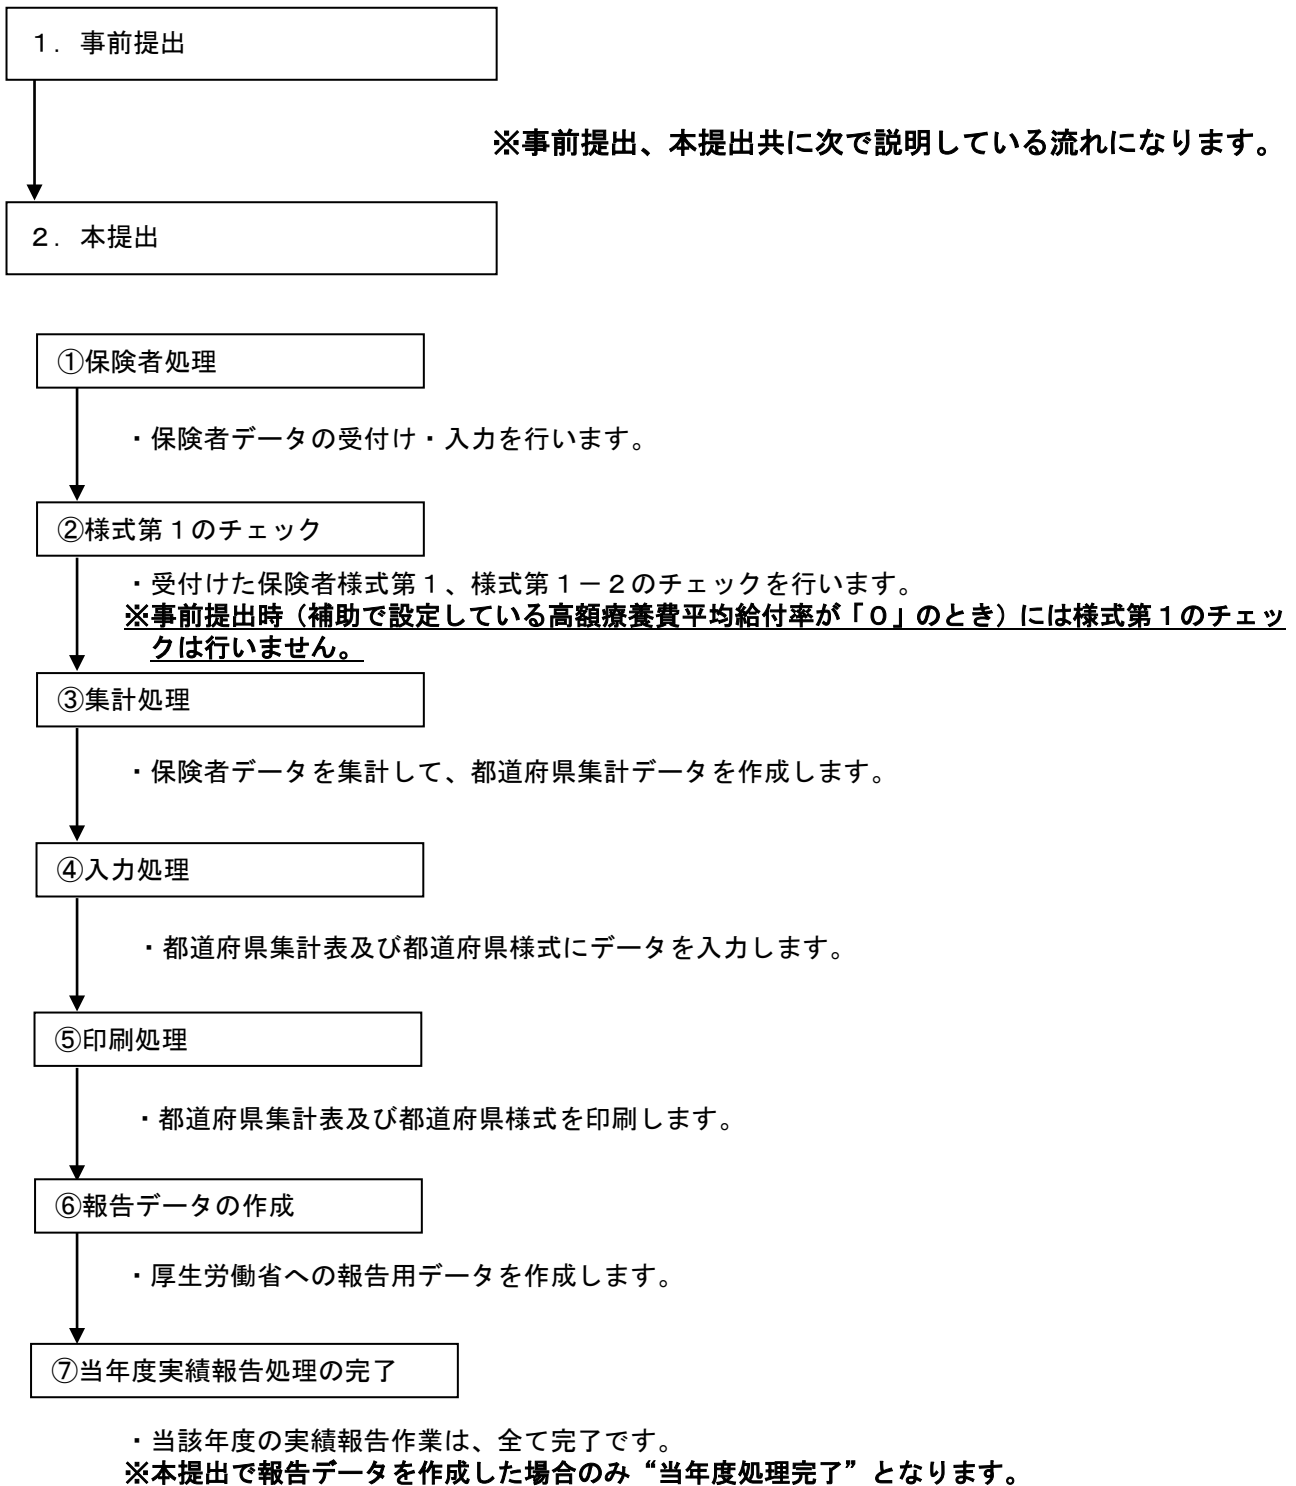 １．事前提出
※事前提出、本提出共に次で説明している流れになります。
２．本提出
①保険者処理
・保険者データの受付け・入力を行います。
②様式第１のチェック
・受付けた保険者様式第１、様式第１－２のチェックを行います。
※事前提出時（補助で設定している高額療養費平均給付率が「０」のとき）には様式第１のチェッ
クは行いません。
③集計処理
・保険者データを集計して、都道府県集計データを作成します。
④入力処理
・都道府県集計表及び都道府県様式にデータを入力します。
⑤印刷処理
・都道府県集計表及び都道府県様式を印刷します。
⑥報告データの作成
・厚生労働省への報告用データを作成します。
⑦当年度実績報告処理の完了
・当該年度の実績報告作業は、全て完了です。
※本提出で報告データを作成した場合のみ“当年度処理完了”となります。